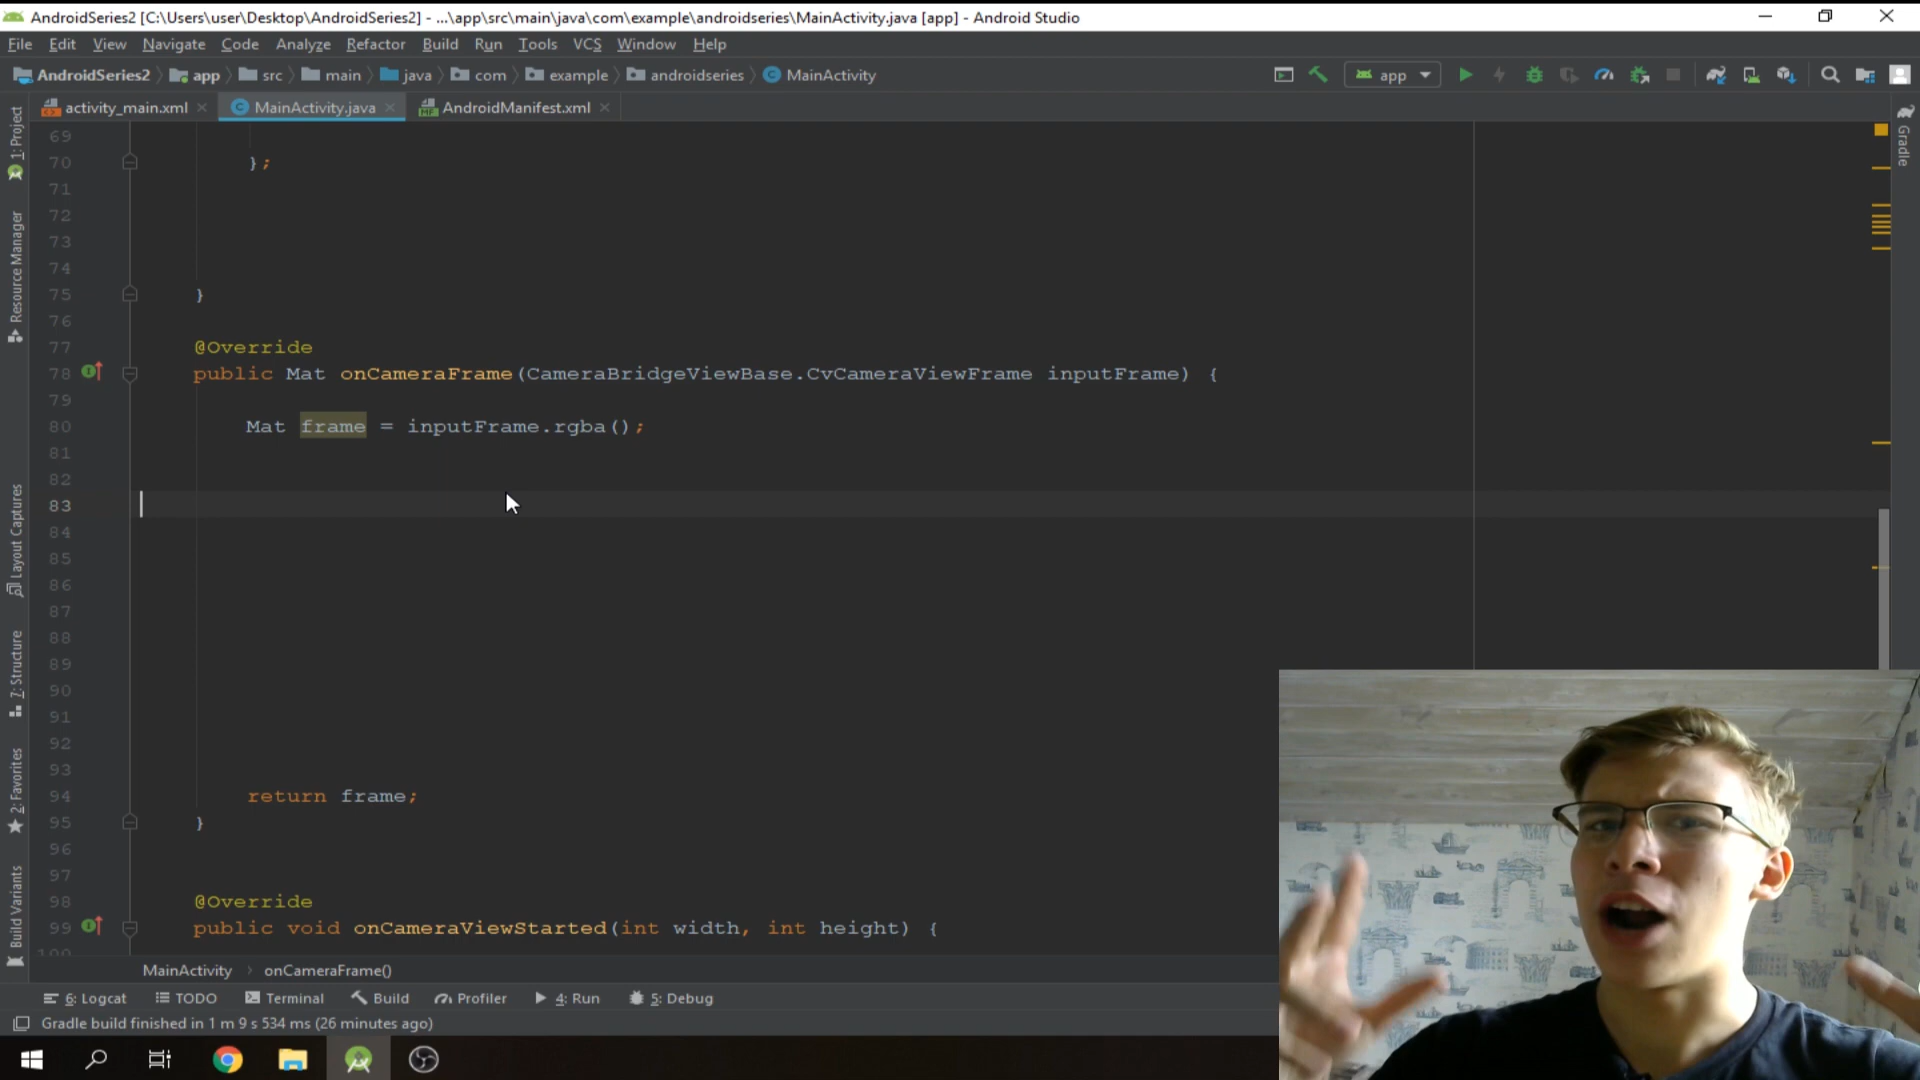 AndroidSeries2 [C:\Users\user\Desktop\AndroidSeries2] - ...\app\src\main\java\com\example\androidseries\MainActivity.java [app] - Android Studio
File Edit View Navigate Code Analyze Refactor Build Run Tools VCS Window Help
AndroidSeries2 app src main java com example androidseries MainActivity app
activity_main.xml MainActivity.java AndroidManifest.xml
1: Project
Resource Manager
Layout Captures
7: Structure
2: Favorites
Build Variants
Gradle
69
70 };
71
72
73
74
75 }
76
77 @Override
78 public Mat onCameraFrame(CameraBridgeViewBase.CvCameraViewFrame inputFrame) {
79
80 Mat frame = inputFrame.rgba();
81
82
83
84
85
86
87
88
89
90
91
92
93
94 return frame;
95 }
96
97
98 @Override
99 public void onCameraViewStarted(int width, int height) {
100
MainActivity onCameraFrame()
6: Logcat TODO Terminal Build Profiler 4: Run 5: Debug
Gradle build finished in 1 m 9 s 534 ms (26 minutes ago)